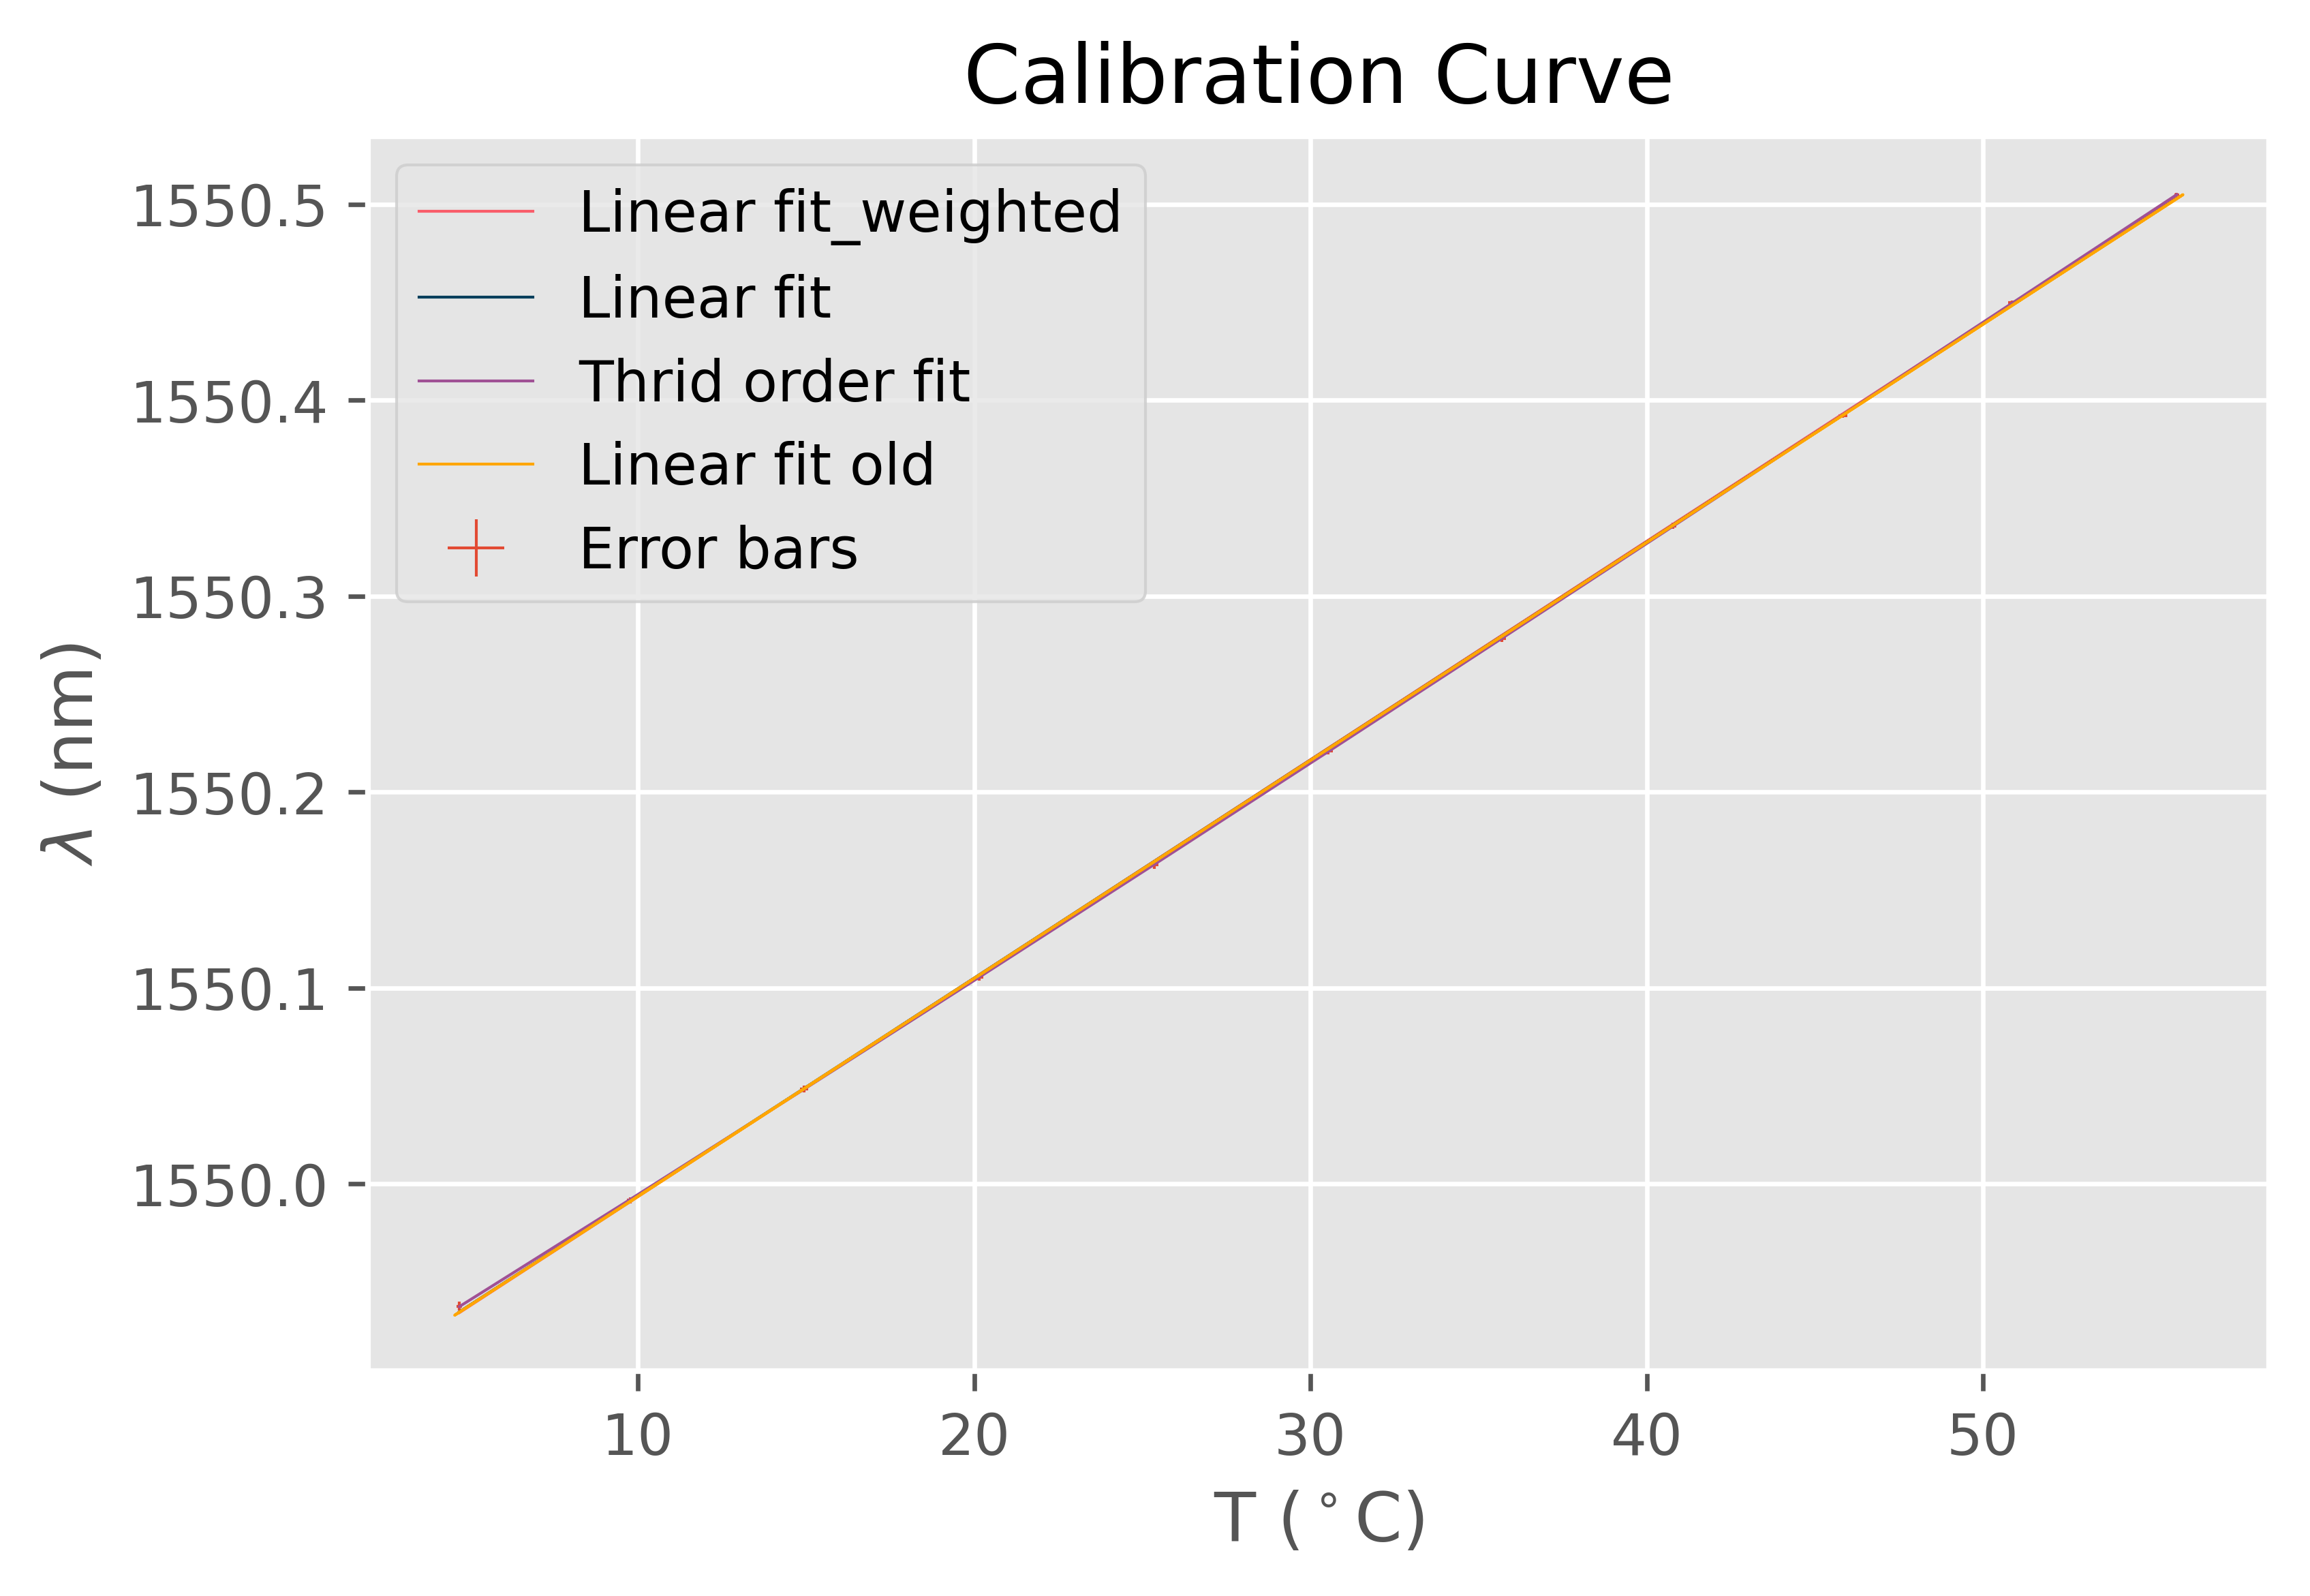 Calibration Curve
1550.5
1550.4
1550.3
1550.2
1550.1
1550.0
λ (nm)
Linear fit_weighted
Linear fit
Thrid order fit
Linear fit old
Error bars
10 20 30 40 50
T (°C)